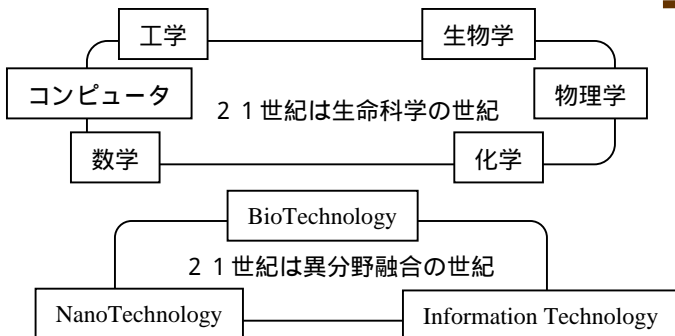 工学
生物学
コンピュータ
物理学
２１世紀は生命科学の世紀
数学
化学
BioTechnology
２１世紀は異分野融合の世紀
NanoTechnology
Information Technology